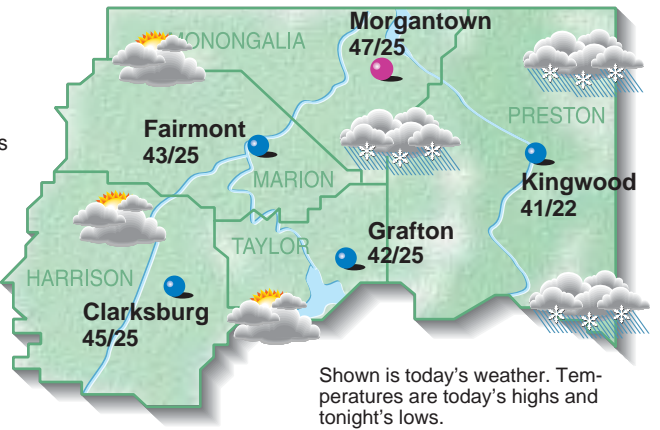 Morgantown
47/25
MONONGALIA
PRESTON
Fairmont
43/25
s
MARION
Kingwood
41/22
Grafton
42/25
TAYLOR
HARRISON
Clarksburg
45/25
Shown is today's weather. Tem-
peratures are today's highs and
tonight's lows.